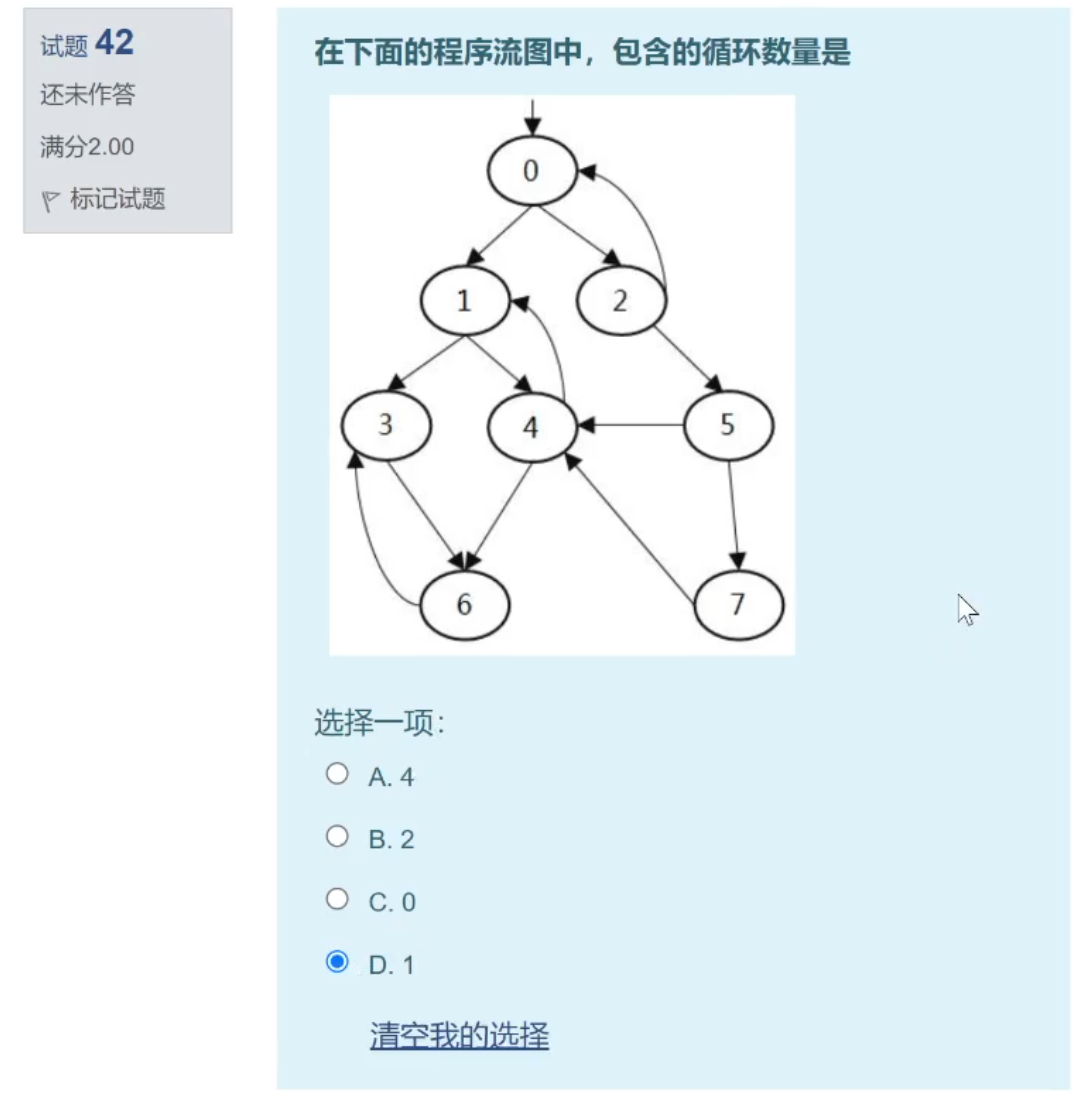 试题 42
还未作答
满分2.00
标记试题
在下面的程序流图中，包含的循环数量是
0
1
2
3
4
5
6
7
选择一项：
A. 4
B. 2
C. 0
D. 1
清空我的选择